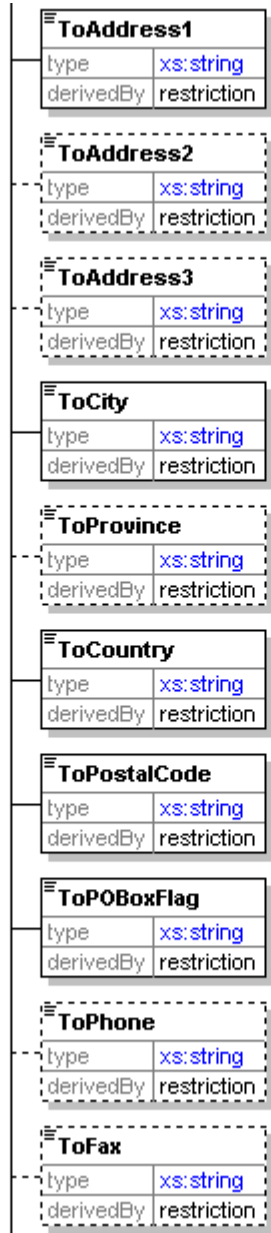 ToAddress1
type xs:string
derivedBy restriction
ToAddress2
type xs:string
derivedBy restriction
ToAddress3
type xs:string
derivedBy restriction
ToCity
type xs:string
derivedBy restriction
ToProvince
type xs:string
derivedBy restriction
ToCountry
type xs:string
derivedBy restriction
ToPostalCode
type xs:string
derivedBy restriction
ToPOBoxFlag
type xs:string
derivedBy restriction
ToPhone
type xs:string
derivedBy restriction
ToFax
type xs:string
derivedBy restriction